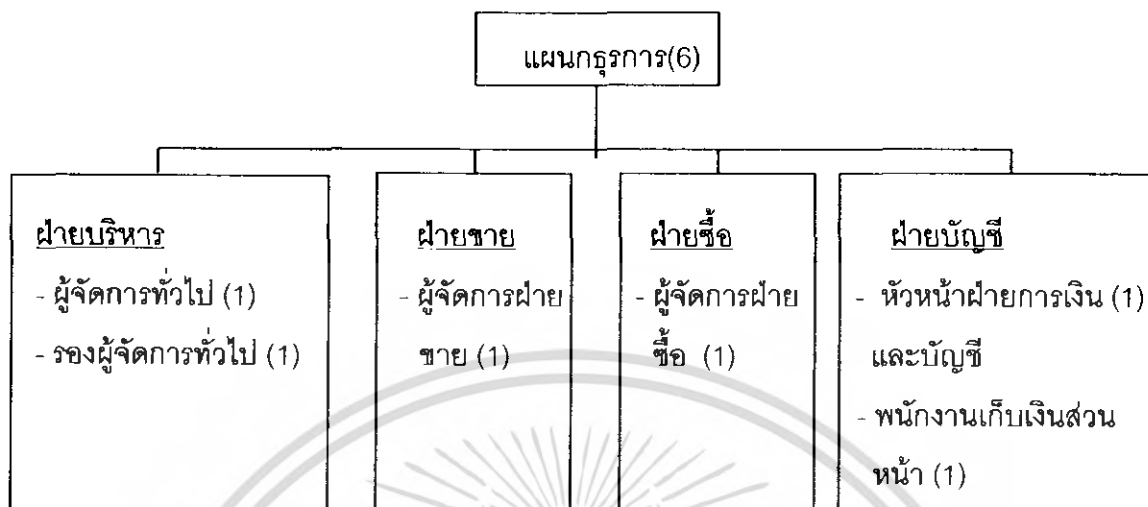 แผนกธุรการ(6)
ฝ่ายบริหาร
- ผู้จัดการทั่วไป (1)
- รองผู้จัดการทั่วไป (1)
ฝ่ายขาย
- ผู้จัดการฝ่าย
ขาย (1)
ฝ่ายซื้อ
- ผู้จัดการฝ่าย
ซื้อ (1)
ฝ่ายบัญชี
- หัวหน้าฝ่ายการเงิน (1)
และบัญชี
- พนักงานเก็บเงินส่วน
หน้า (1)